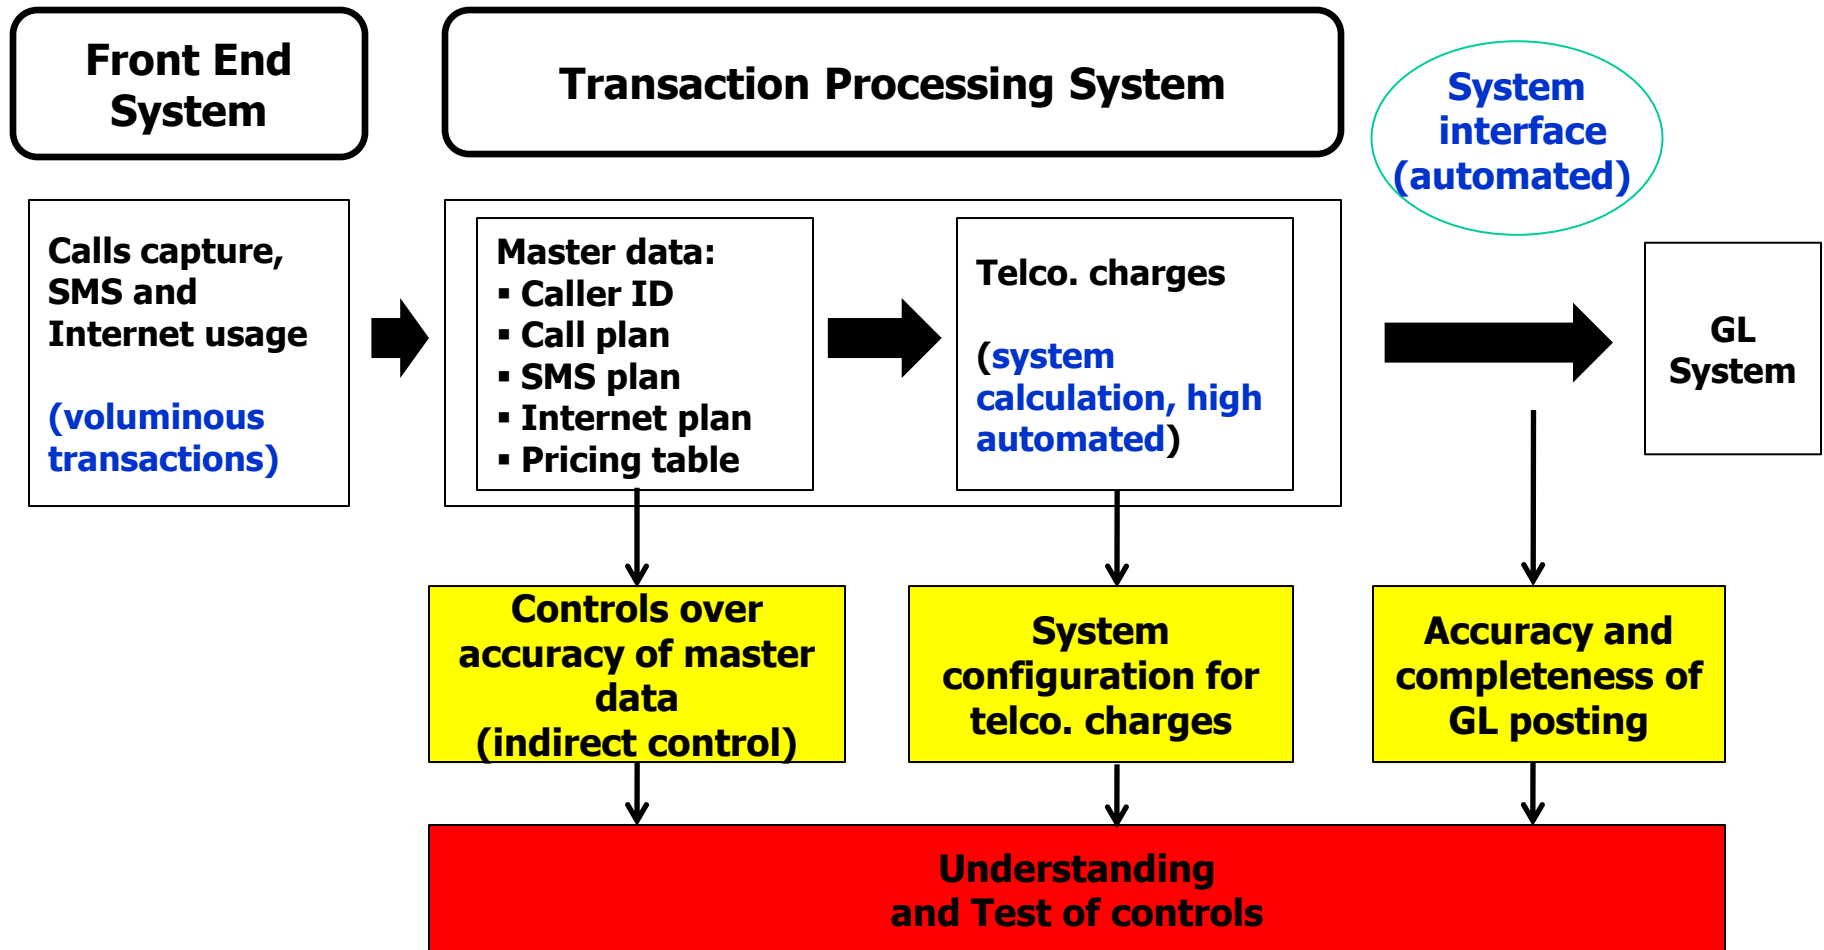 Front End
System
Transaction Processing System
System
interface
(automated)
Calls capture,
SMS and
Internet usage
(voluminous
transactions)
Master data:
▪ Caller ID
▪ Call plan
▪ SMS plan
▪ Internet plan
▪ Pricing table
Telco. charges
(system
calculation, high
automated)
GL
System
Controls over
accuracy of master
data
(indirect control)
System
configuration for
telco. charges
Accuracy and
completeness of
GL posting
Understanding
and Test of controls